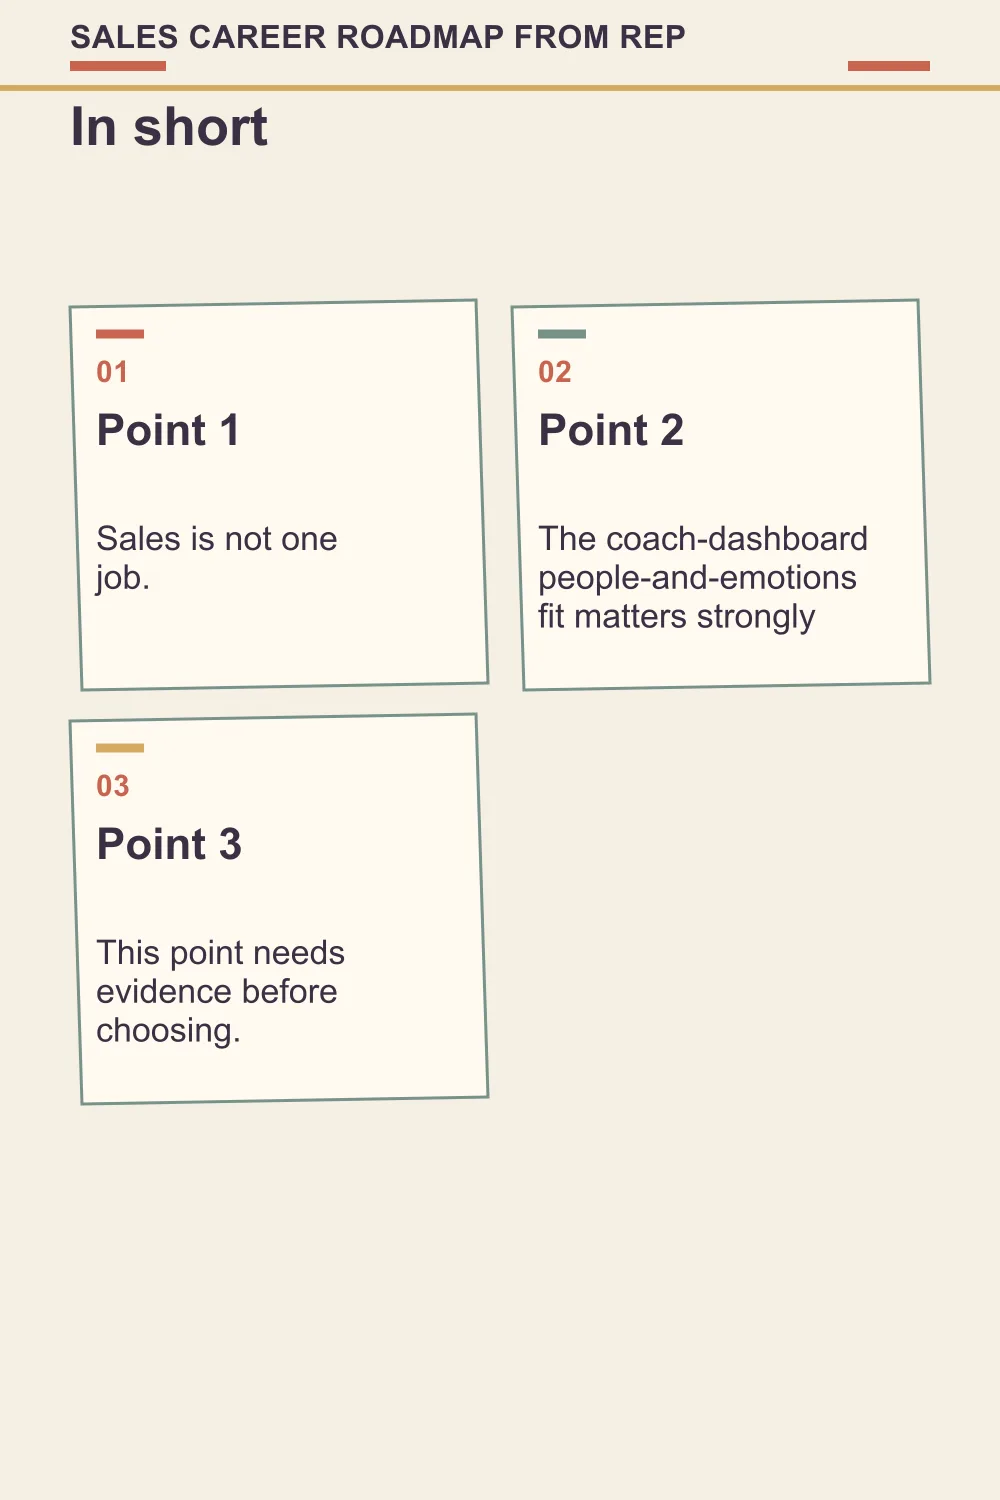 SALES CAREER ROADMAP FROM REP
In short
01
Point 1
Sales is not one
job.
02
Point 2
The coach-dashboard
people-and-emotions
fit matters strongly
03
Point 3
This point needs
evidence before
choosing.